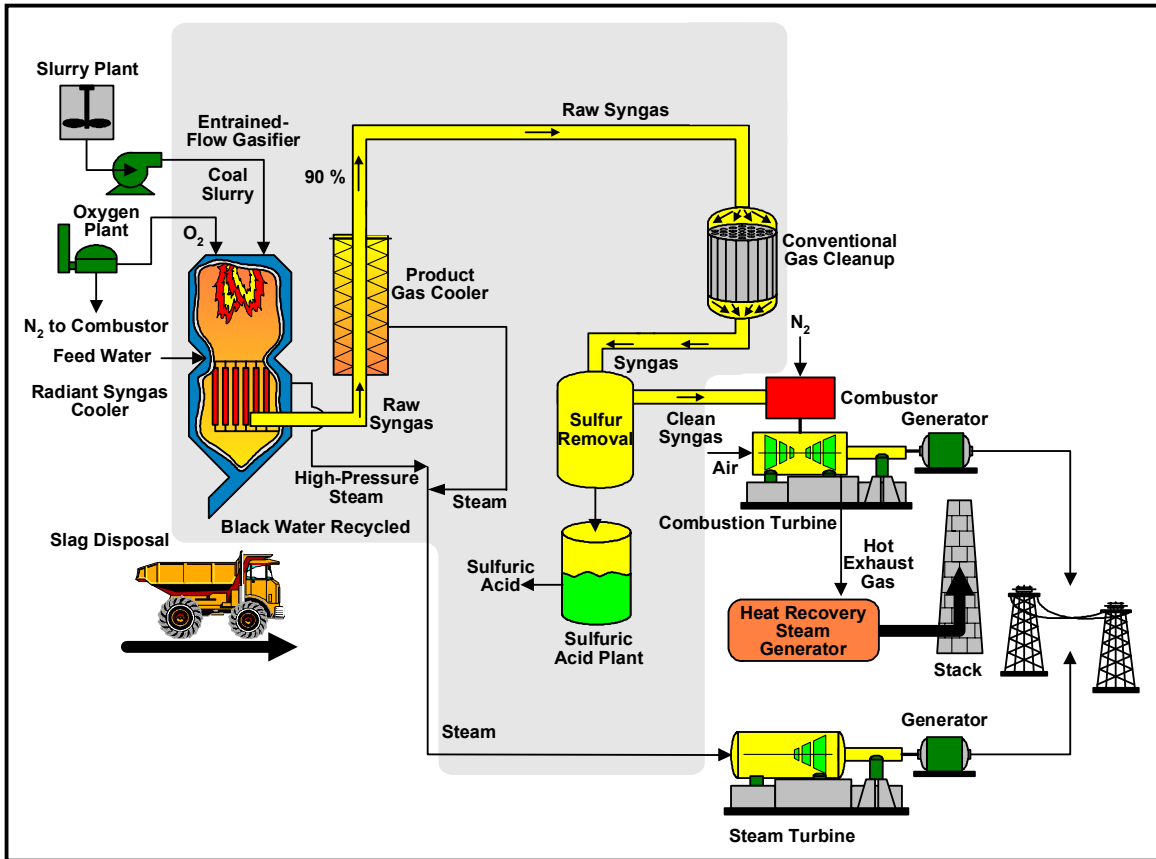 Slurry Plant
Entrained-
Flow Gasifier
Coal
Slurry
Oxygen
Plant
O2
N2 to Combustor
Feed Water
Radiant Syngas
Cooler
90 %
Raw Syngas
Product
Gas Cooler
Conventional
Gas Cleanup
Raw
Syngas
High-Pressure
Steam
Steam
Black Water Recycled
Slag Disposal
Syngas
Sulfur
Removal
Clean
Syngas
N2
Combustor
Generator
Air
Combustion Turbine
Sulfuric
Acid
Sulfuric
Acid Plant
Hot
Exhaust
Gas
Heat Recovery
Steam
Generator
Stack
Steam
Generator
Steam Turbine